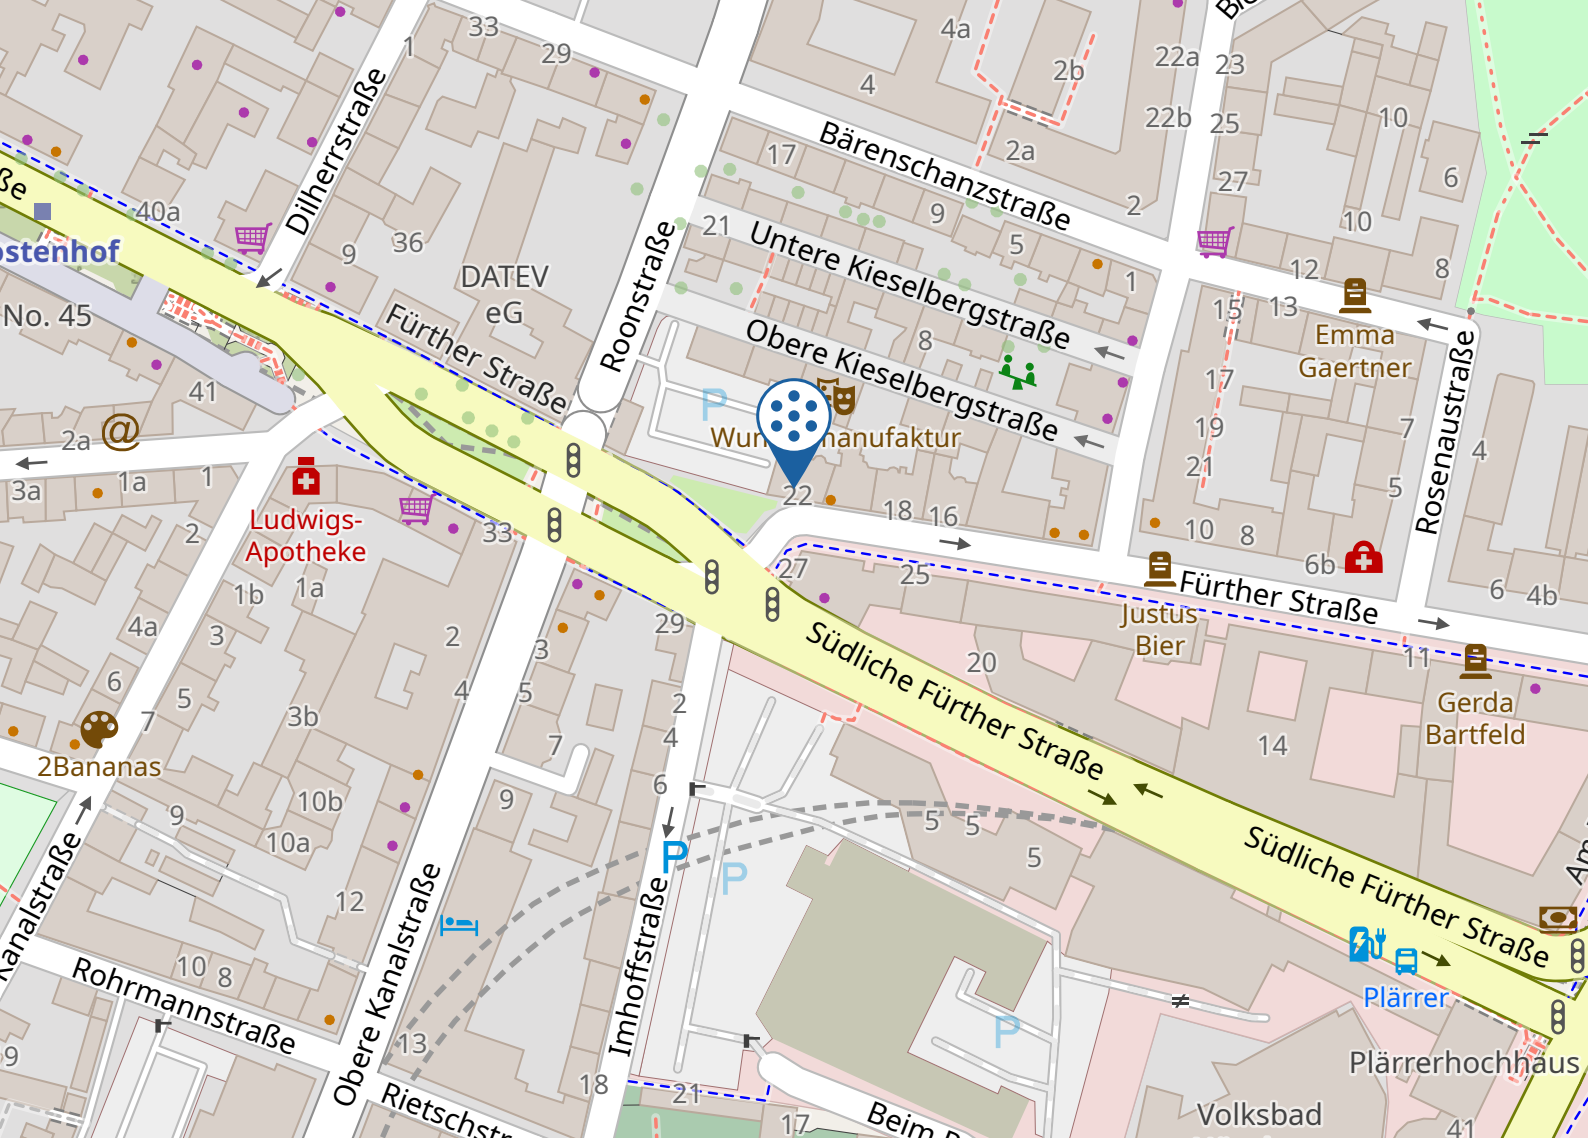 33
29
1
4a
4
2b
22a
23
22b
25
10
2a
17
6
Bärenschanzstraße
Dilherrstraße
27
2
40a
9
36
21
9
5
10
Untere Kieselbergstraße
12
8
DATEV
eG
1
15
13
No. 45
Fürther Straße
Roonstraße
Obere Kieselbergstraße
8
Emma
Gaertner
Rosenaustraße
41
P
17
7
4
19
2a
@
3a
1a
1
21
5
22
18
16
10
8
6b
Ludwigs-
Apotheke
2
33
27
25
Fürther Straße
6
4b
Justus
Bier
1b
1a
4a
3
2
3
29
Südliche Fürther Straße
20
11
Gerda
Bartfeld
6
5
7
3b
4
5
2
4
7
14
2Bananas
6
9
10b
9
10a
5
5
5
P
P
Südliche Fürther Straße
12
Kanalstraße
Obere Kanalstraße
Imhoffstraße
10
8
Rohrmannstraße
Plärrer
P
13
9
Plärrerhochhaus
18
21
17
Rietschstr
Beim
Volksbad
41